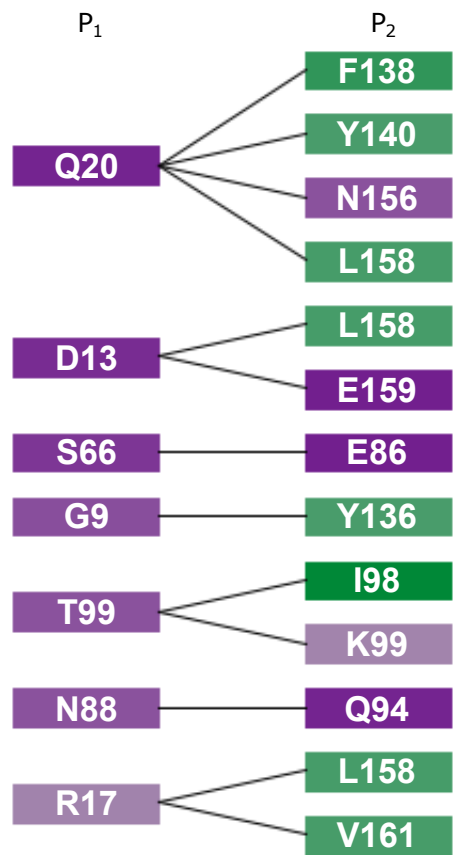 P₁ P₂
F138
Y140
Q20
N156
L158
L158
D13
E159
S66 E86
G9 Y136
I98
T99
K99
N88 Q94
L158
R17
V161